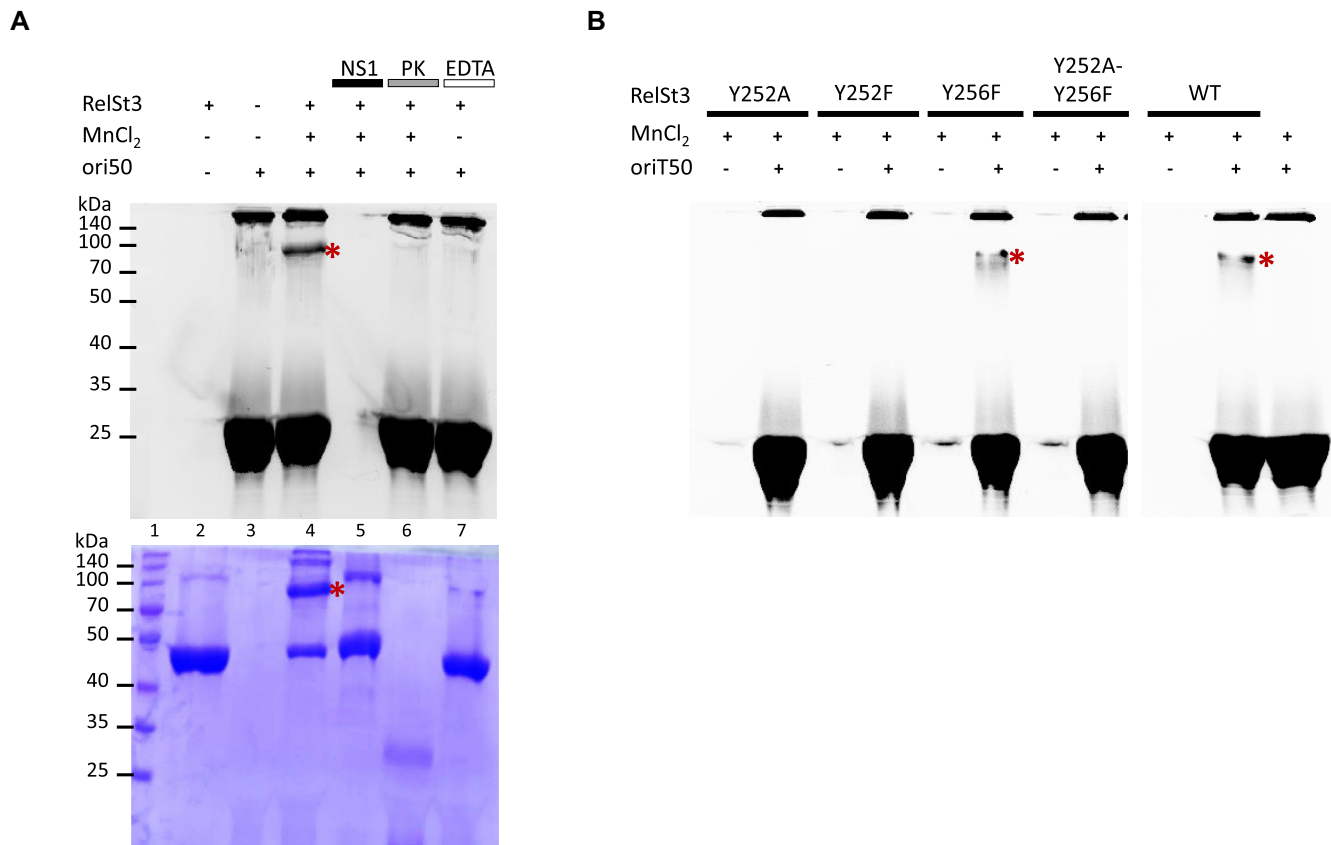 A
NS1 PK EDTA
RelSt3 + - + + + +
MnCl2 - - + + + -
ori50 - + + + + +
kDa
140
100
70
50
40
35
25
*
1 2 3 4 5 6 7
kDa
140
100
70
50
40
35
25
*
B
RelSt3 Y252A Y252F Y256F Y252A-Y256F WT
MnCl2 + + + + + + + + + + +
oriT50 - + - + - + - + - + +
* *